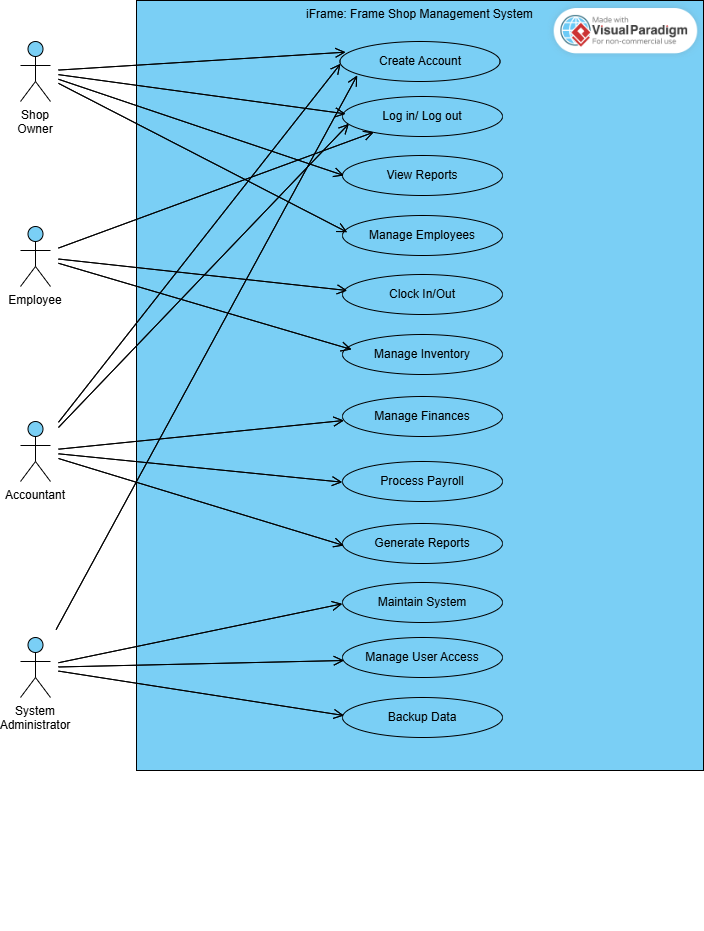 iFrame: Frame Shop Management System
Made with
Visual Paradigm
For non-commercial use
Shop
Owner
Create Account
Log in/ Log out
View Reports
Manage Employees
Employee
Clock In/Out
Manage Inventory
Manage Finances
Accountant
Process Payroll
Generate Reports
Maintain System
Manage User Access
System
Administrator
Backup Data